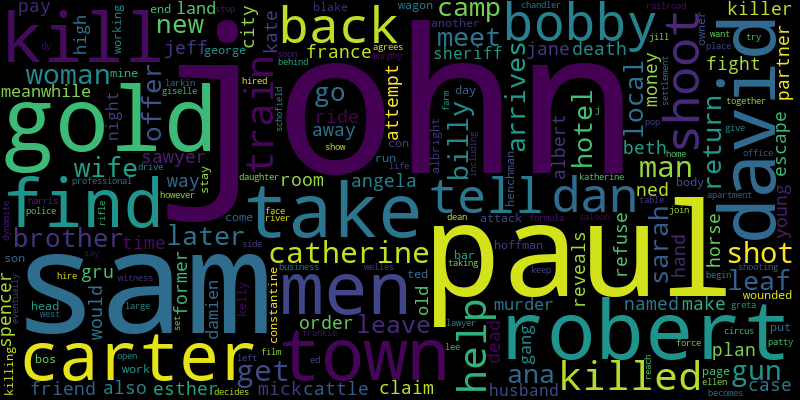 pay
kill
killer
end
land
new
high
working
jeff
george
city
blake
wagon
back
kate
john
another
camp
meet
sheriff
chandler
bobby
railroad
killer
woman
mine
dy
stop
agrees
murphy
france
jane
death
jill
owner
place
want
try
meanwhile
night
offer
larkin
giselle
hired
soon
behind
train
go
attempt
day
arrives
local
money
settlement
shoot
fight
david
partner
gold
away
ride
schofield
billy
farm
including
albright
albert
hotel
j
pop
together
give
return
escape
wife
sawyer
con
show
run
life
beth
man
home
office
young
way
stay
room
angela
daughter
henchman
katherine
ned
body
apartment
professional
drive
find
take
tell
dan
however
harris
police
rifle
dynamite
brother
time
come
face
river
dean
formula
saloon
table
join
attack
sarah
hand
horse
later
side
catherine
paul
bar
taking
hoffman
refuse
reveals
shot
son
say
gru
former
would
sam
men
ted
old
keep
begin
shooting
wounded
leaf
eventually
spencer
head
west
hire
witness
damien
set
kelly
business
welles
constantine
order
leave
murder
named
make
greta
put
bos
large
carter
town
lawyer
help
dead
gang
robert
force
circus
plan
patty
open
work
left
get
film
frankie
ed
lee
ana
killed
page
gun
killing
friend
also
esther
decides
mick
cattle
claim
husband
reach
ellen
becomes
case